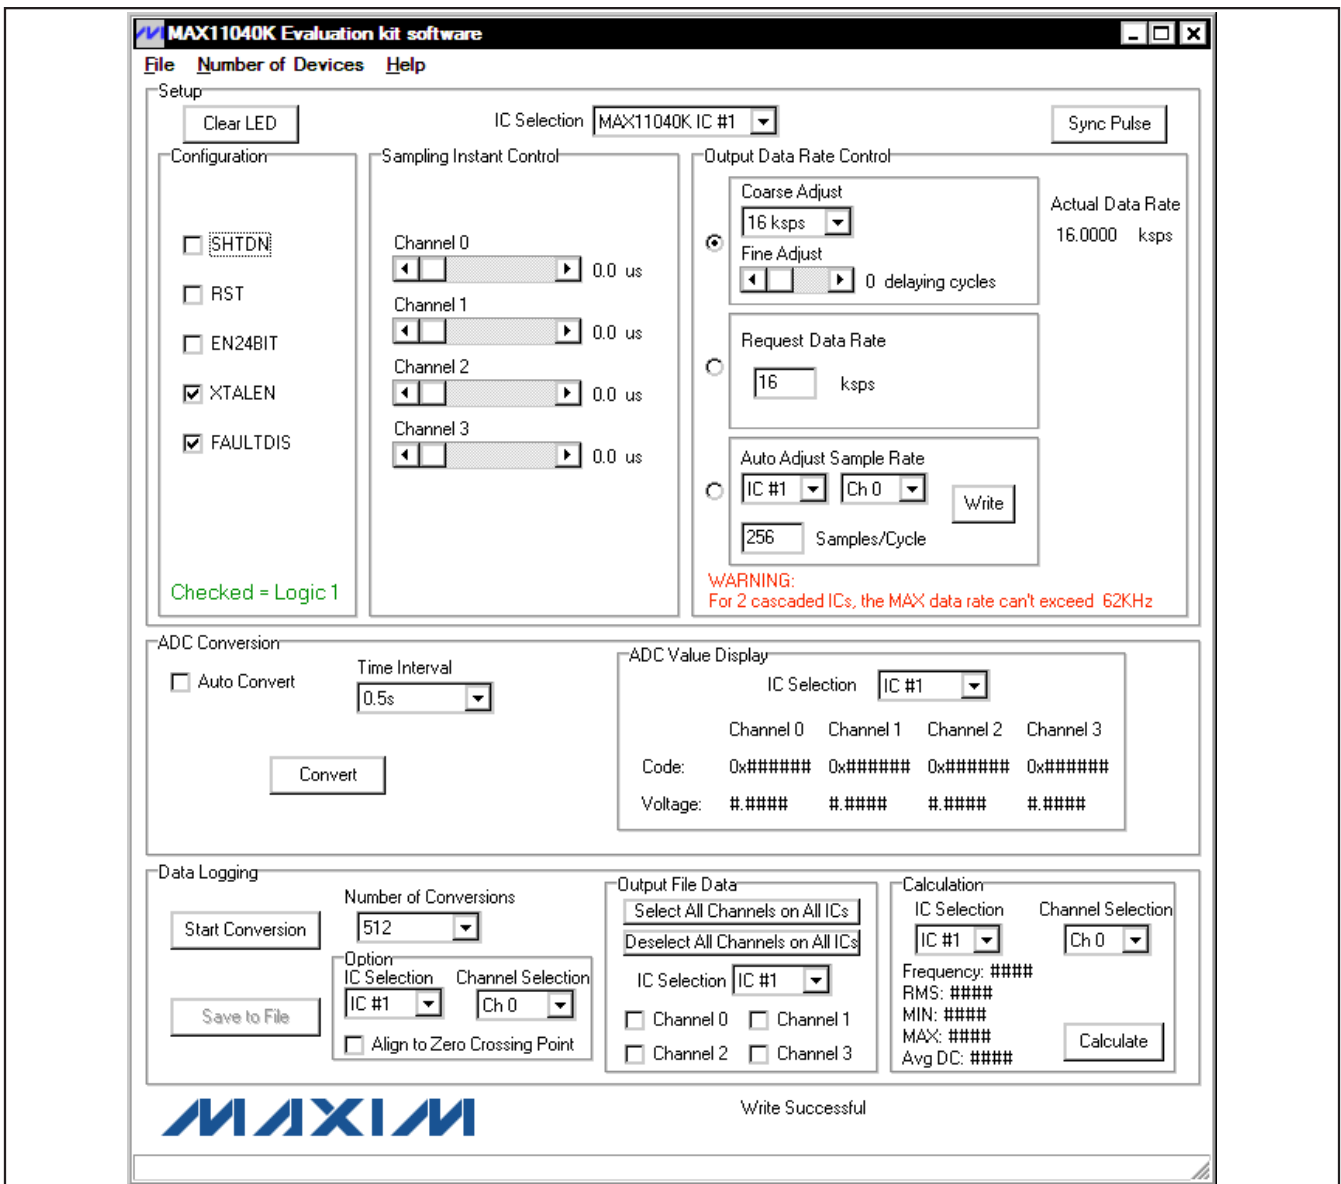 MAX11040K Evaluation kit software
File Number of Devices Help
Setup
Clear LED
IC Selection MAX11040K IC #1
Sync Pulse
Configuration
SHTDN
RST
EN24BIT
XTALEN
FAULTDIS
Checked = Logic 1
Sampling Instant Control
Channel 0
0.0 us
Channel 1
0.0 us
Channel 2
0.0 us
Channel 3
0.0 us
Output Data Rate Control
Coarse Adjust
16 ksps
Fine Adjust
0 delaying cycles
Actual Data Rate
16.0000 ksps
Request Data Rate
16 ksps
Auto Adjust Sample Rate
IC #1 Ch 0
Write
256 Samples/Cycle
WARNING:
For 2 cascaded ICs, the MAX data rate can't exceed 62KHz
ADC Conversion
Auto Convert
Time Interval
0.5s
Convert
ADC Value Display
IC Selection IC #1
Channel 0 Channel 1 Channel 2 Channel 3
Code: 0x###### 0x###### 0x###### 0x######
Voltage: #.#### #.#### #.#### #.####
Data Logging
Start Conversion
Save to File
Number of Conversions
512
Option
IC Selection Channel Selection
IC #1 Ch 0
Align to Zero Crossing Point
Output File Data
Select All Channels on All ICs
Deselect All Channels on All ICs
IC Selection IC #1
Channel 0 Channel 1
Channel 2 Channel 3
Calculation
IC Selection Channel Selection
IC #1 Ch 0
Frequency: ####
RMS: ####
MIN: ####
MAX: ####
Avg DC: ####
Calculate
MAXIM
Write Successful